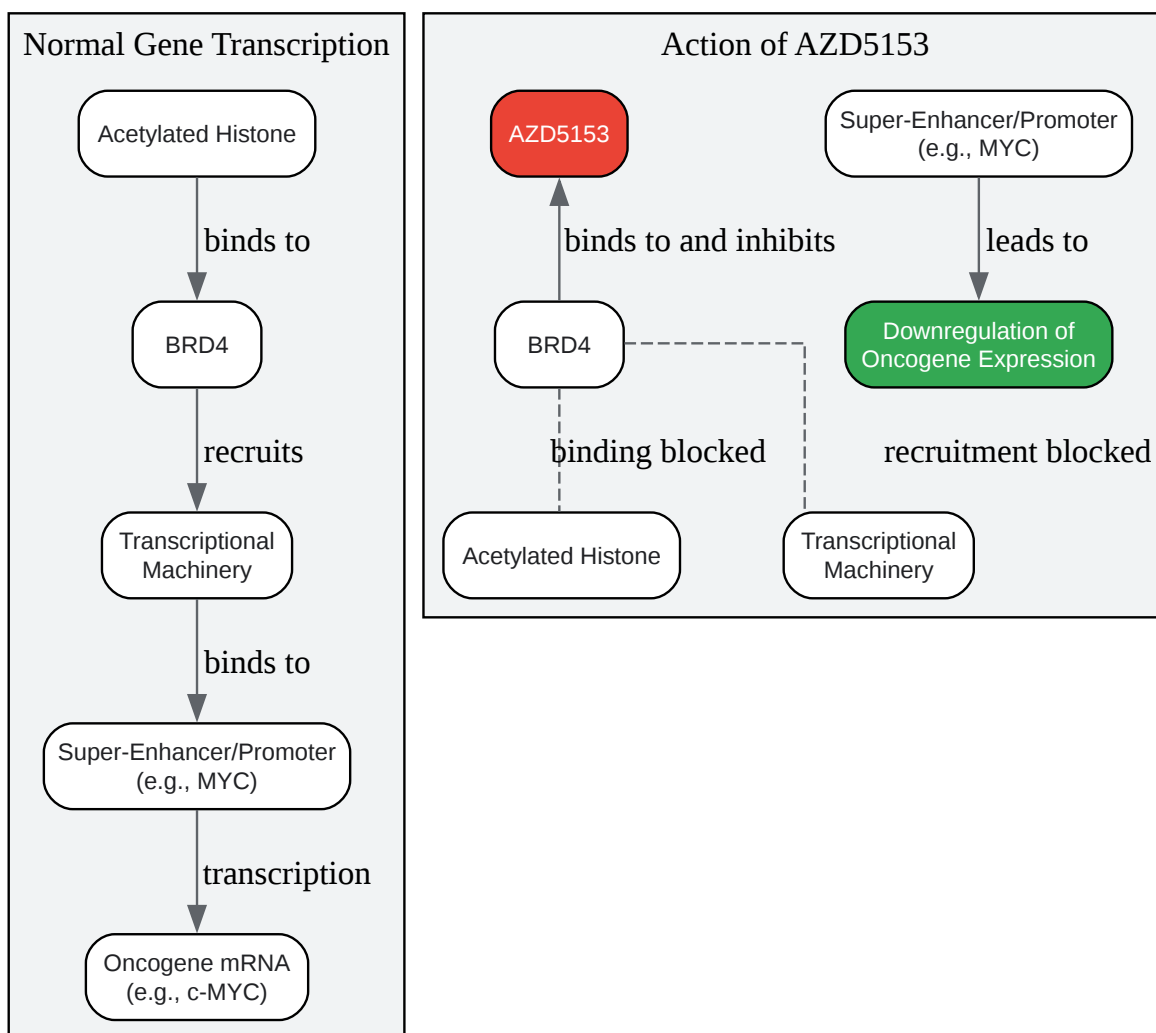 Normal Gene Transcription
Acetylated Histone
binds to
BRD4
recruits
Transcriptional
Machinery
binds to
Super-Enhancer/Promoter
(e.g., MYC)
transcription
Oncogene mRNA
(e.g., c-MYC)
Action of AZD5153
AZD5153
Super-Enhancer/Promoter
(e.g., MYC)
binds to and inhibits
leads to
BRD4
Downregulation of
Oncogene Expression
binding blocked
recruitment blocked
Acetylated Histone
Transcriptional
Machinery